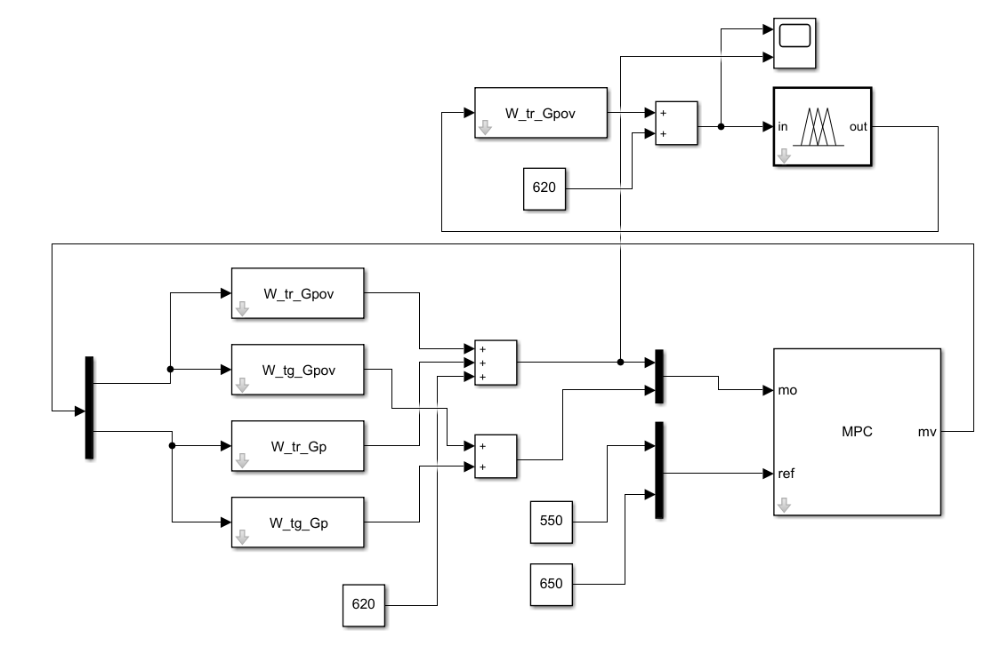 W_tr_Gpov
+
+
in
out
620
W_tr_Gpov
W_tg_Gpov
W_tr_Gp
W_tg_Gp
+
+
+
+
+
620
550
650
mo
ref
MPC
mv